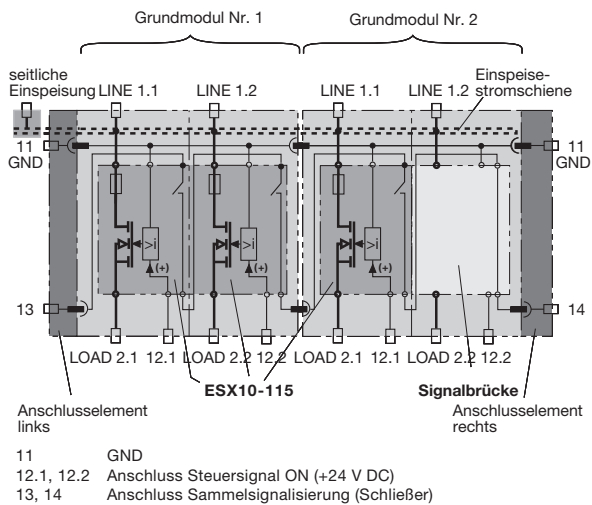 Grundmodul Nr. 1 Grundmodul Nr. 2
seitliche
Einspeisung LINE 1.1 LINE 1.2 LINE 1.1 LINE 1.2 Einspeise-
stromschiene
11
GND
11
GND
>i >i >i
(+) (+) (+)
13 14
LOAD 2.1 12.1 LOAD 2.2 12.2 LOAD 2.1 12.1 LOAD 2.2 12.2
ESX10-115 Signalbrücke
Anschlusselement
links
Anschlusselement
rechts
11 GND
12.1, 12.2 Anschluss Steuersignal ON (+24 V DC)
13, 14 Anschluss Sammelsignalisierung (Schließer)